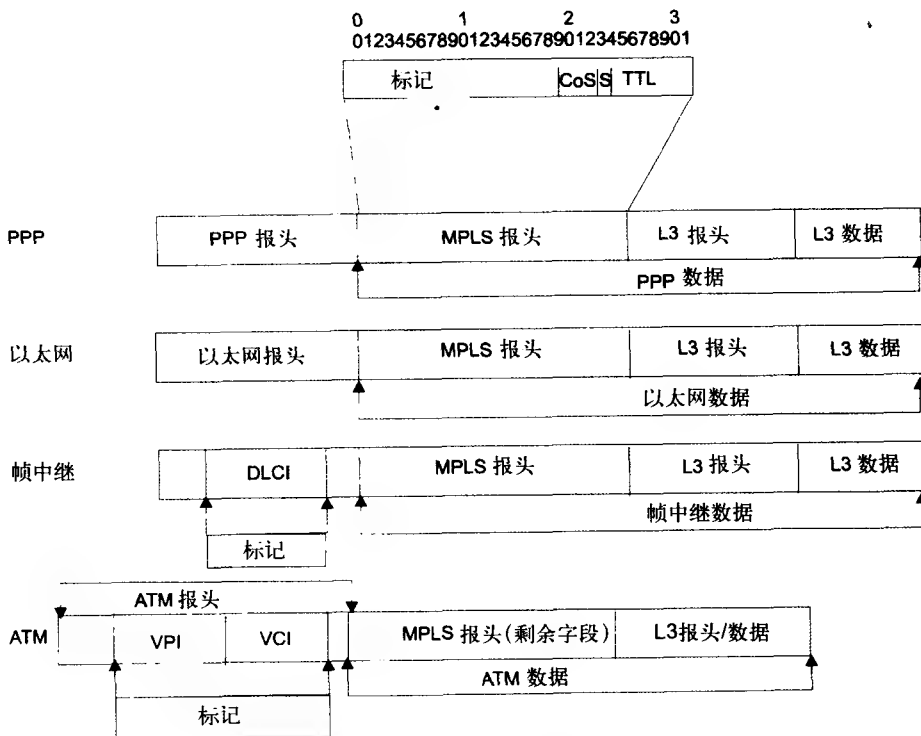 0 1 2 3
01234567890123456789012345678901
标记 CoS S TTL
PPP PPP 报头 MPLS 报头 L3 报头 L3 数据
PPP 数据
以太网 以太网报头 MPLS 报头 L3 报头 L3 数据
以太网数据
帧中继 DLCI MPLS 报头 L3 报头 L3 数据
帧中继数据
标记
ATM 报头
ATM VPI VCI MPLS 报头(剩余字段) L3报头/数据
ATM 数据
标记